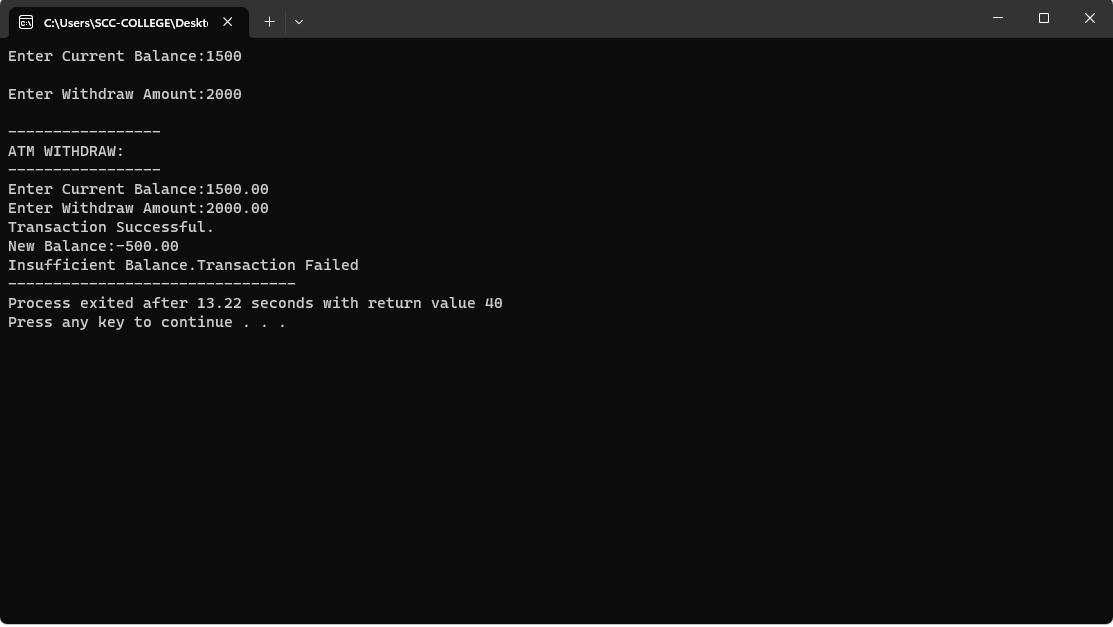 C:\Users\SCC-COLLEGE\Deskt
Enter Current Balance:1500
Enter Withdraw Amount:2000
-----------------
ATM WITHDRAW:
-----------------
Enter Current Balance:1500.00
Enter Withdraw Amount:2000.00
Transaction Successful.
New Balance:-500.00
Insufficient Balance.Transaction Failed
--------------------------------
Process exited after 13.22 seconds with return value 40
Press any key to continue . . .